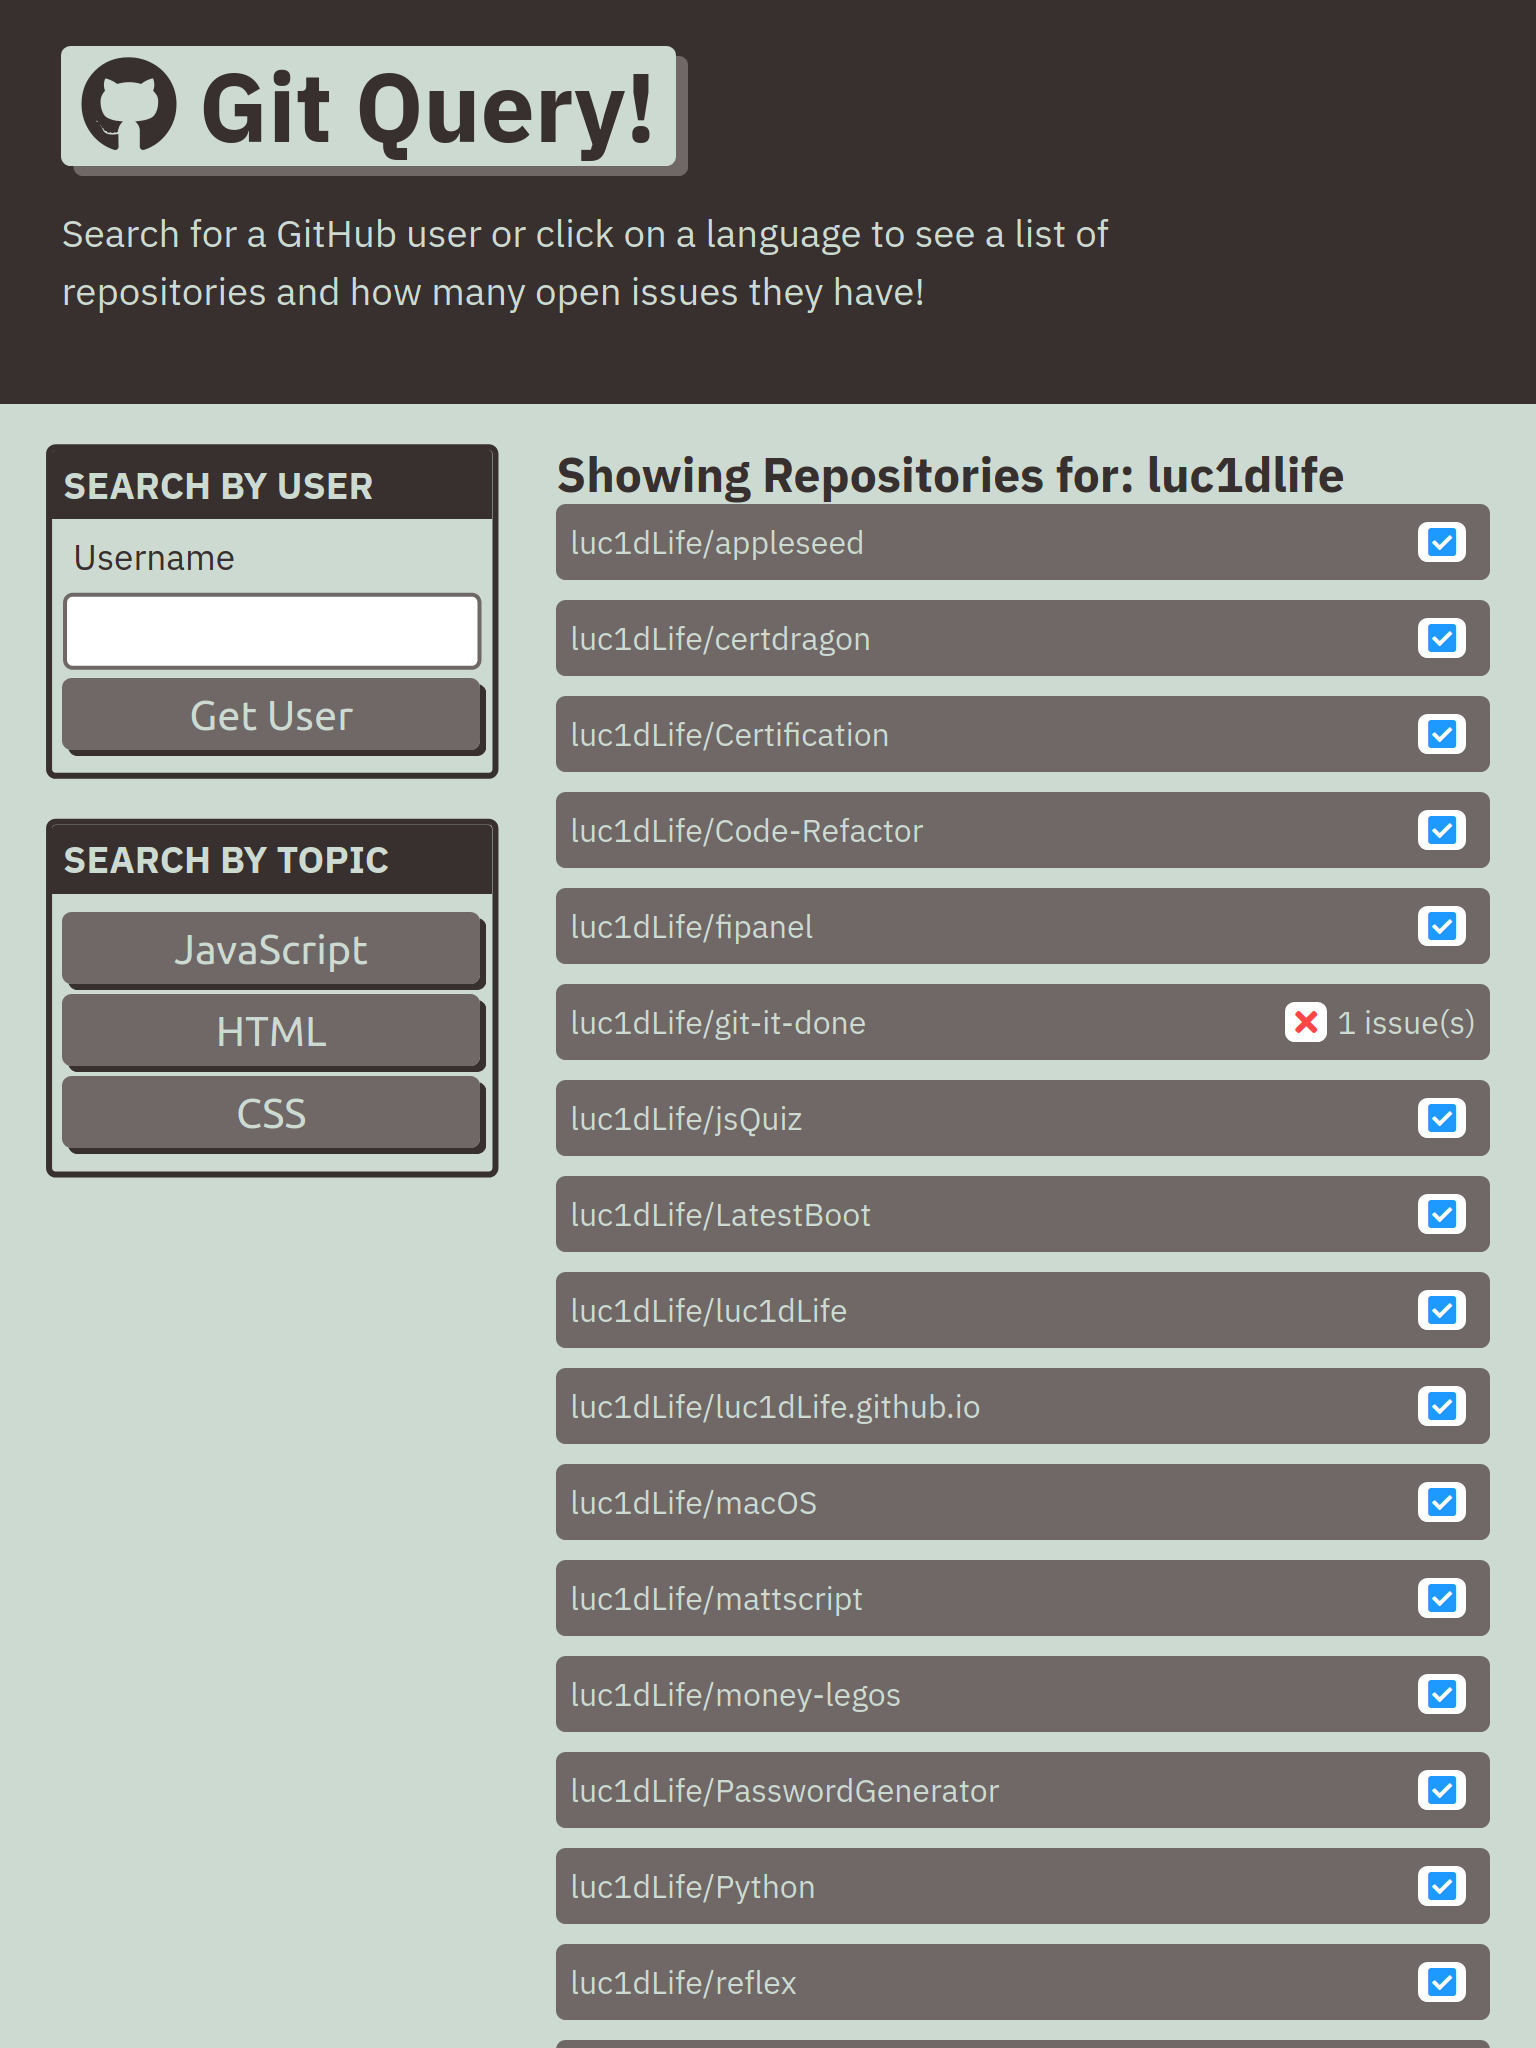 Git Query!
Search for a GitHub user or click on a language to see a list of
repositories and how many open issues they have!
SEARCH BY USER
Username
Get User
SEARCH BY TOPIC
JavaScript
HTML
CSS
Showing Repositories for: luc1dlife
luc1dLife/appleseed
luc1dLife/certdragon
luc1dLife/Certification
luc1dLife/Code-Refactor
luc1dLife/fipanel
luc1dLife/git-it-done 1 issue(s)
luc1dLife/jsQuiz
luc1dLife/LatestBoot
luc1dLife/luc1dLife
luc1dLife/luc1dLife.github.io
luc1dLife/macOS
luc1dLife/mattscript
luc1dLife/money-legos
luc1dLife/PasswordGenerator
luc1dLife/Python
luc1dLife/reflex